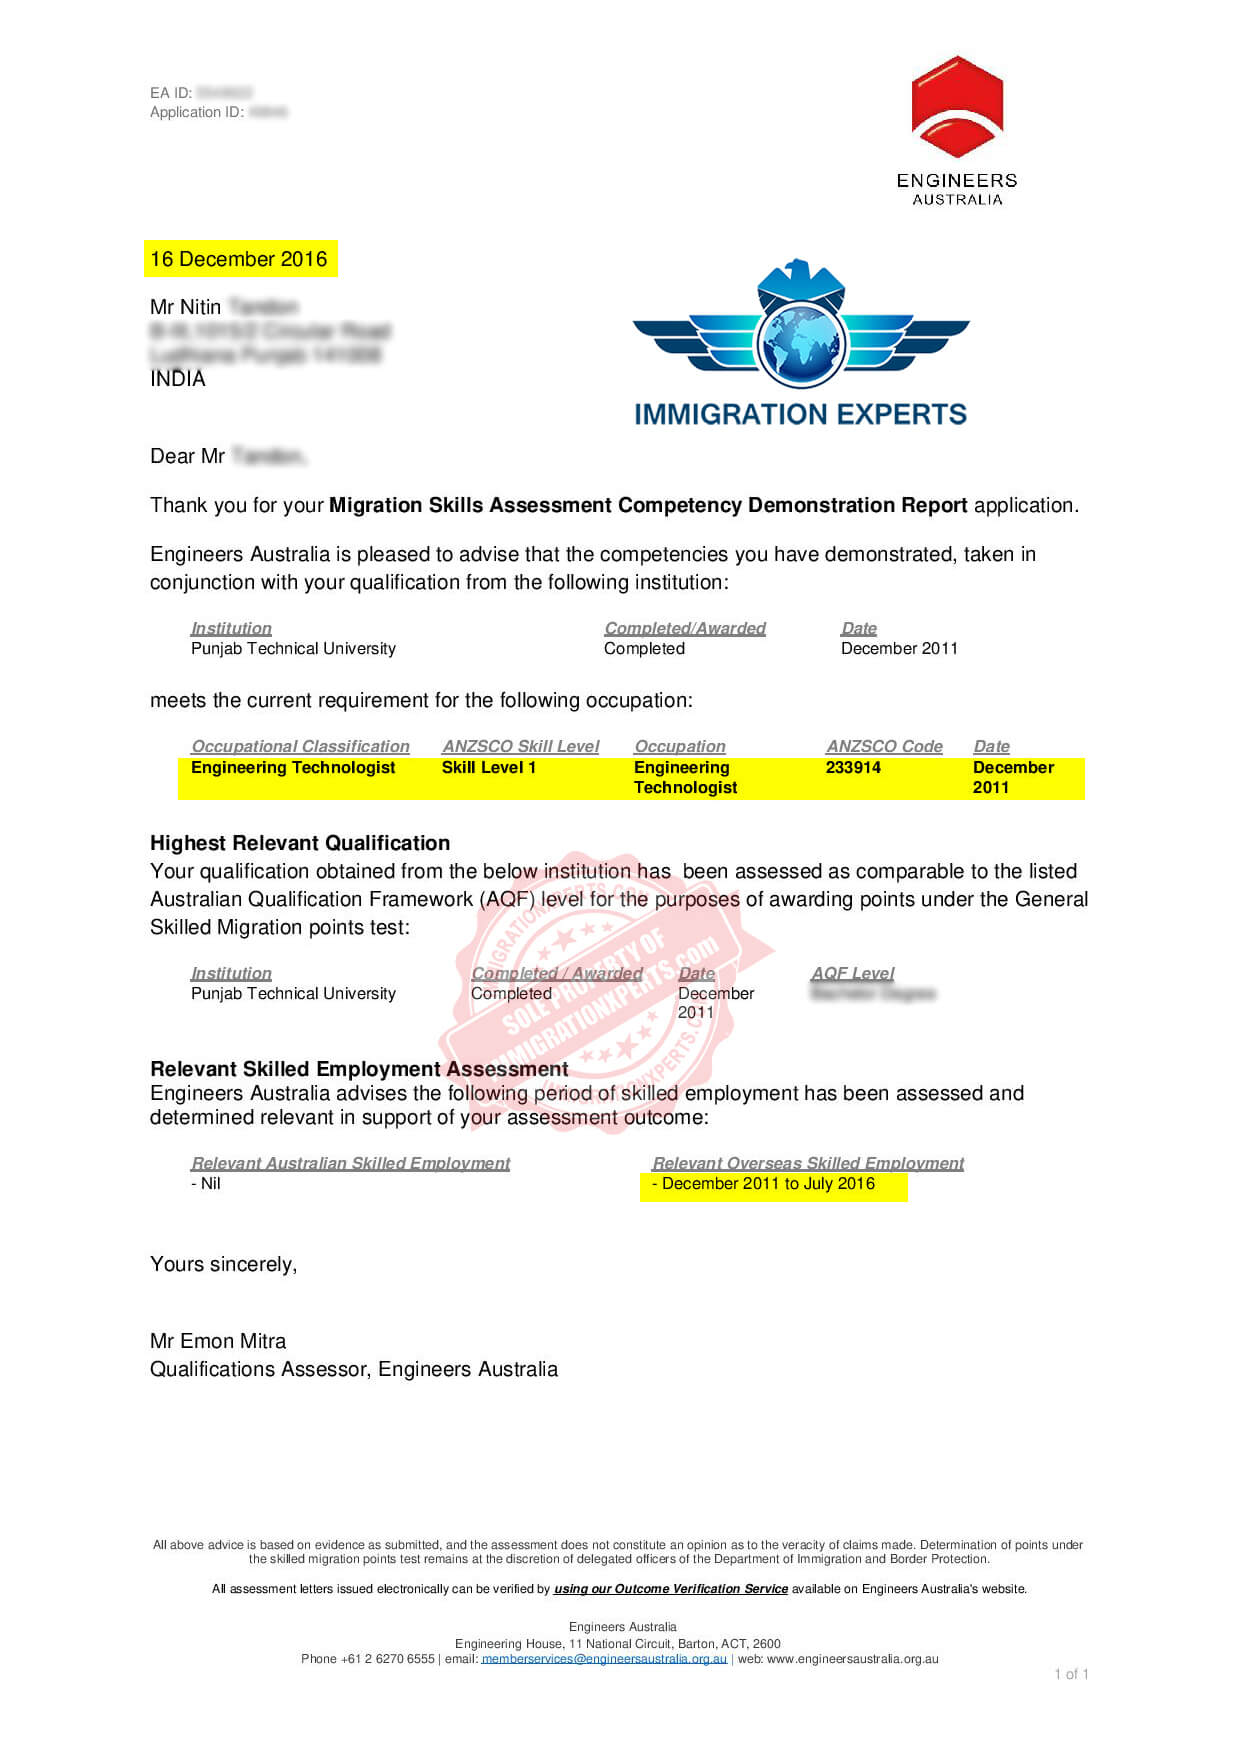 EA ID:
Application ID:
ENGINEERS
AUSTRALIA
16 December 2016
Mr Nitin
INDIA
IMMIGRATION EXPERTS
Dear Mr
Thank you for your Migration Skills Assessment Competency Demonstration Report application.
Engineers Australia is pleased to advise that the competencies you have demonstrated, taken in
conjunction with your qualification from the following institution:
Institution Completed/Awarded Date
Punjab Technical University Completed December 2011
meets the current requirement for the following occupation:
Occupational Classification ANZSCO Skill Level Occupation ANZSCO Code Date
Engineering Technologist Skill Level 1 Engineering 233914 December
Technologist 2011
Highest Relevant Qualification
Your qualification obtained from the below institution has been assessed as comparable to the listed
Australian Qualification Framework (AQF) level for the purposes of awarding points under the General
Skilled Migration points test:
Institution Completed / Awarded Date AQF Level
Punjab Technical University Completed December
2011
IMMIGRATIONXPERTS.COM
SOLE PROPERTY OF
IMMIGRATIONXPERTS.com
IMMIGRATIONXPERTS.COM
Relevant Skilled Employment Assessment
Engineers Australia advises the following period of skilled employment has been assessed and
determined relevant in support of your assessment outcome:
Relevant Australian Skilled Employment Relevant Overseas Skilled Employment
- Nil - December 2011 to July 2016
Yours sincerely,
Mr Emon Mitra
Qualifications Assessor, Engineers Australia
All above advice is based on evidence as submitted, and the assessment does not constitute an opinion as to the veracity of claims made. Determination of points under
the skilled migration points test remains at the discretion of delegated officers of the Department of Immigration and Border Protection.
All assessment letters issued electronically can be verified by using our Outcome Verification Service available on Engineers Australia's website.
Engineers Australia
Engineering House, 11 National Circuit, Barton, ACT, 2600
Phone +61 2 6270 6555 | email: memberservices@engineersaustralia.org.au | web: www.engineersaustralia.org.au
1 of 1